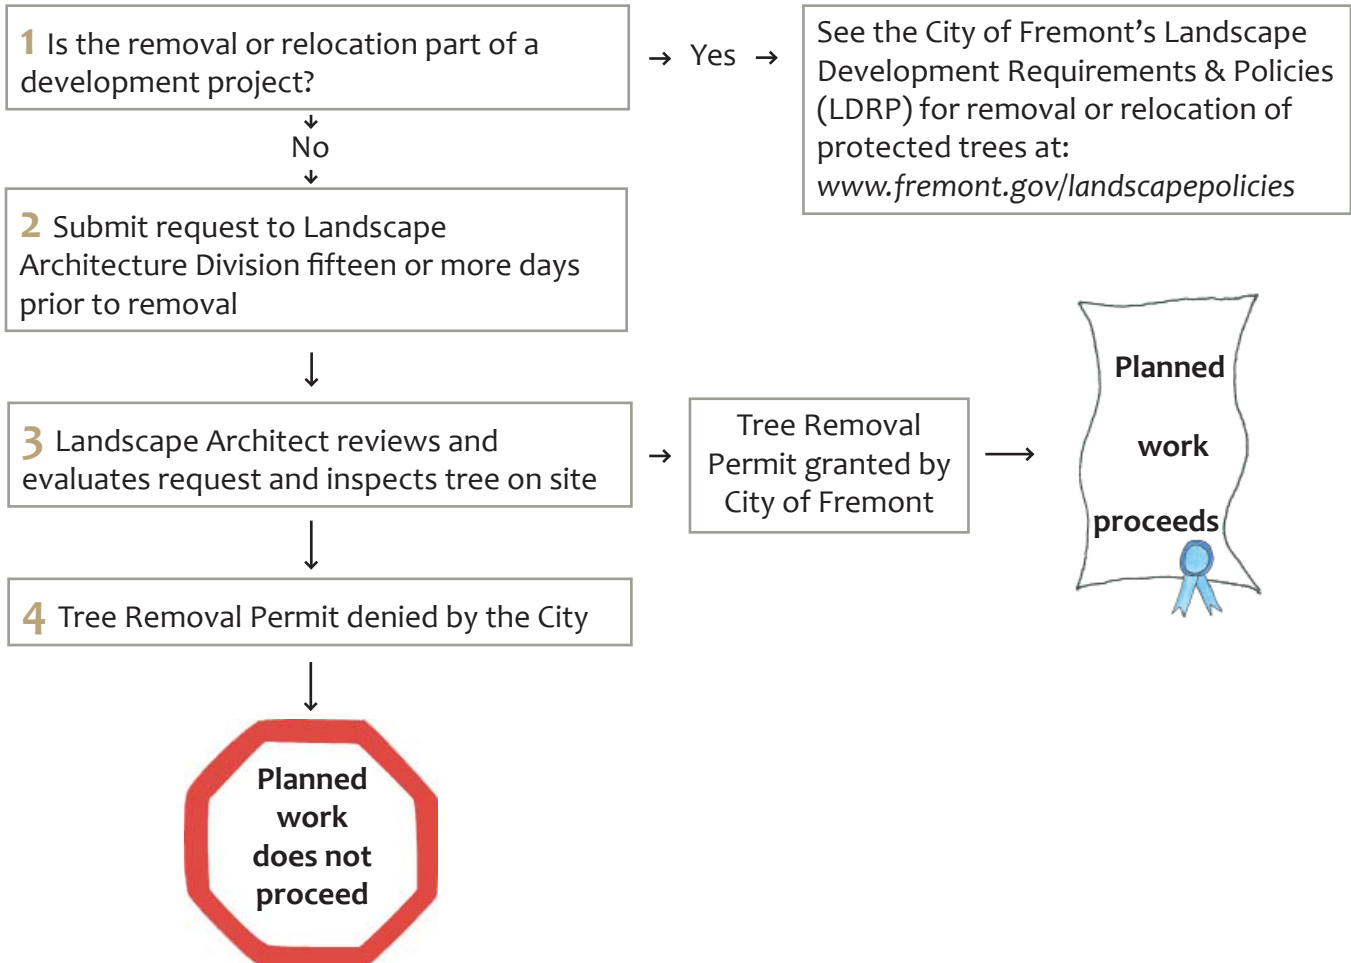 1 Is the removal or relocation part of a
development project?
→ Yes →
See the City of Fremont’s Landscape
Development Requirements & Policies
(LDRP) for removal or relocation of
protected trees at:
www.fremont.gov/landscapepolicies
No
2 Submit request to Landscape
Architecture Division fifteen or more days
prior to removal
3 Landscape Architect reviews and
evaluates request and inspects tree on site
Tree Removal
Permit granted by
City of Fremont
Planned
work
proceeds
4 Tree Removal Permit denied by the City
Planned
work
does not
proceed